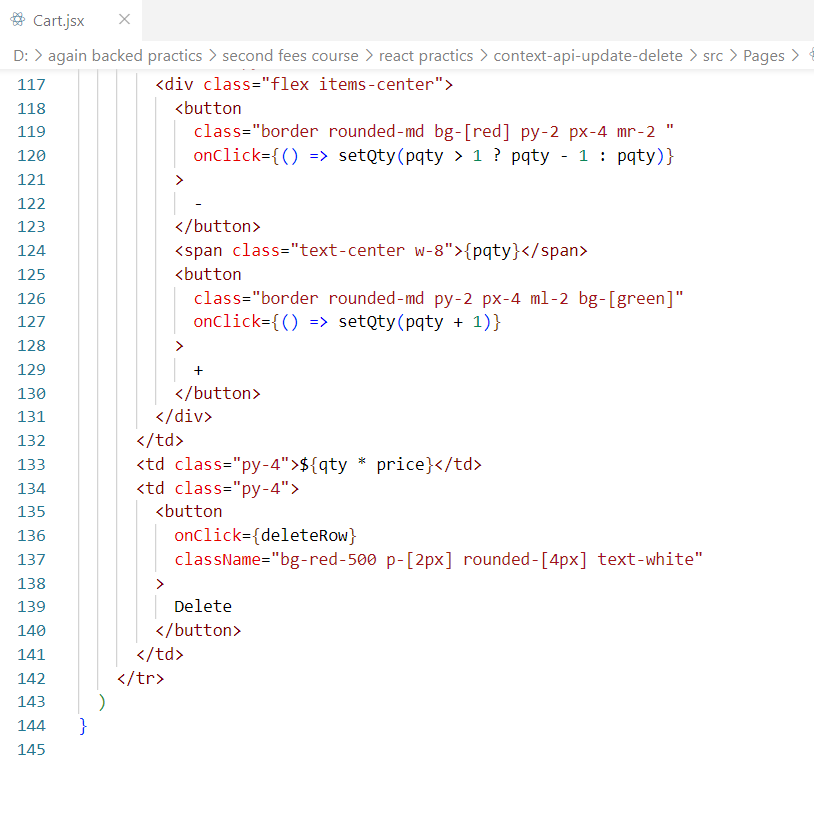 Cart.jsx ×
D: > again backed practics > second fees course > react practics > context-api-update-delete > src > Pages >
117 <div class="flex items-center">
118 <button
119 class="border rounded-md bg-[red] py-2 px-4 mr-2 "
120 onClick={() => setQty(pqty > 1 ? pqty - 1 : pqty)}
121 >
122 -
123 </button>
124 <span class="text-center w-8">{pqty}</span>
125 <button
126 class="border rounded-md py-2 px-4 ml-2 bg-[green]"
127 onClick={() => setQty(pqty + 1)}
128 >
129 +
130 </button>
131 </div>
132 </td>
133 <td class="py-4">${qty * price}</td>
134 <td class="py-4">
135 <button
136 onClick={deleteRow}
137 className="bg-red-500 p-[2px] rounded-[4px] text-white"
138 >
139 Delete
140 </button>
141 </td>
142 </tr>
143 )
144 }
145